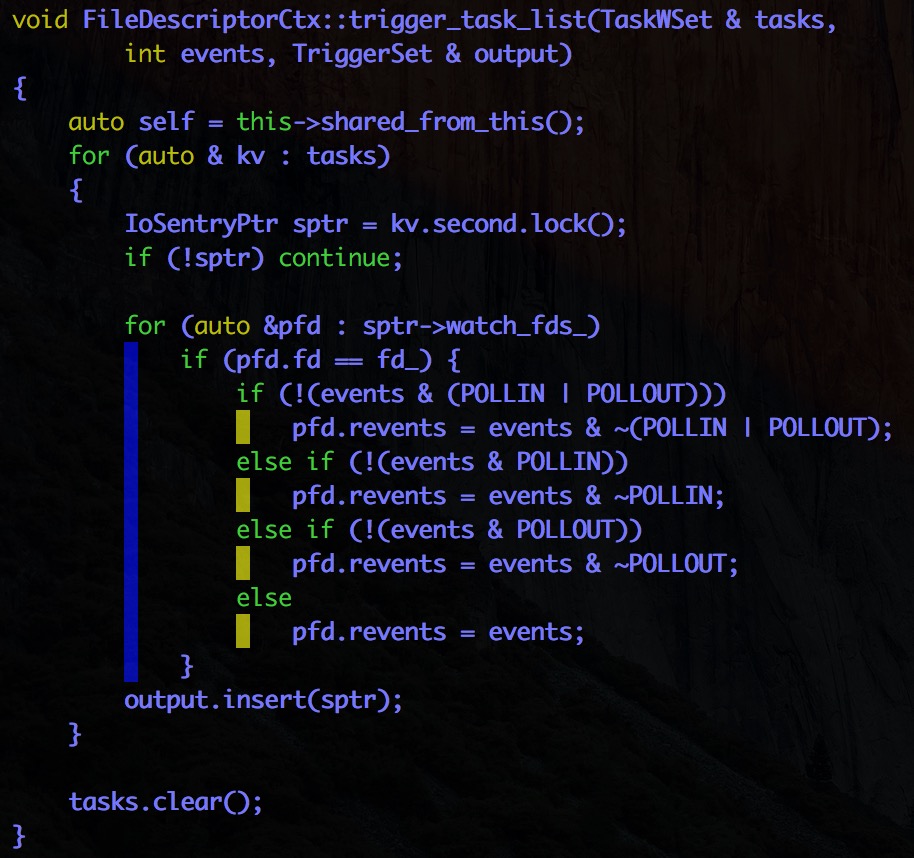 void FileDescriptorCtx::trigger_task_list(TaskWSet & tasks,
        int events, TriggerSet & output)
{
    auto self = this->shared_from_this();
    for (auto & kv : tasks)
    {
        IoSentryPtr sptr = kv.second.lock();
        if (!sptr) continue;

        for (auto &pfd : sptr->watch_fds_)
            if (pfd.fd == fd_) {
                if (!(events & (POLLIN | POLLOUT)))
                    pfd.revents = events & ~(POLLIN | POLLOUT);
                else if (!(events & POLLIN))
                    pfd.revents = events & ~POLLIN;
                else if (!(events & POLLOUT))
                    pfd.revents = events & ~POLLOUT;
                else
                    pfd.revents = events;
            }
        output.insert(sptr);
    }

    tasks.clear();
}